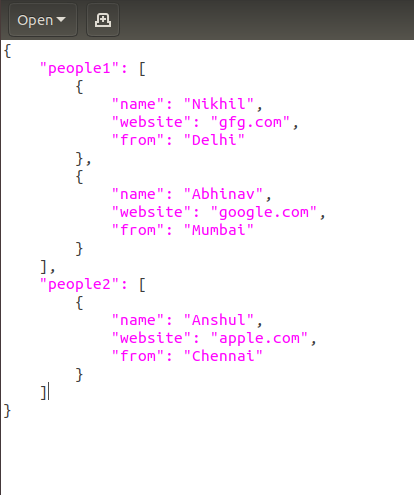 Open
{
    "people1": [
        {
            "name": "Nikhil",
            "website": "gfg.com",
            "from": "Delhi"
        },
        {
            "name": "Abhinav",
            "website": "google.com",
            "from": "Mumbai"
        }
    ],
    "people2": [
        {
            "name": "Anshul",
            "website": "apple.com",
            "from": "Chennai"
        }
    ]
}